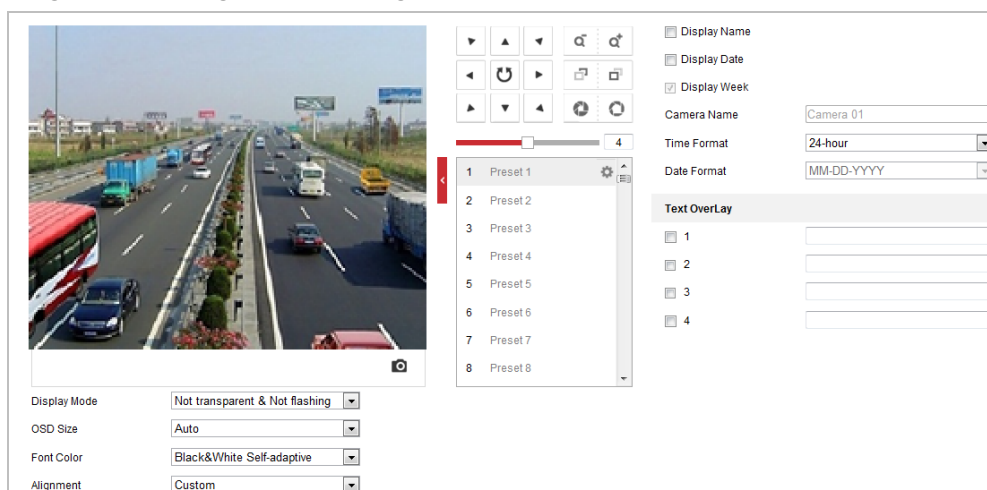 Display Name
Display Date
Display Week
Camera Name Camera 01
Time Format 24-hour
Date Format MM-DD-YYYY
Text OverLay
1
2
3
4
4
1 Preset 1
2 Preset 2
3 Preset 3
4 Preset 4
5 Preset 5
6 Preset 6
7 Preset 7
8 Preset 8
Display Mode Not transparent & Not flashing
OSD Size Auto
Font Color Black&White Self-adaptive
Alignment Custom